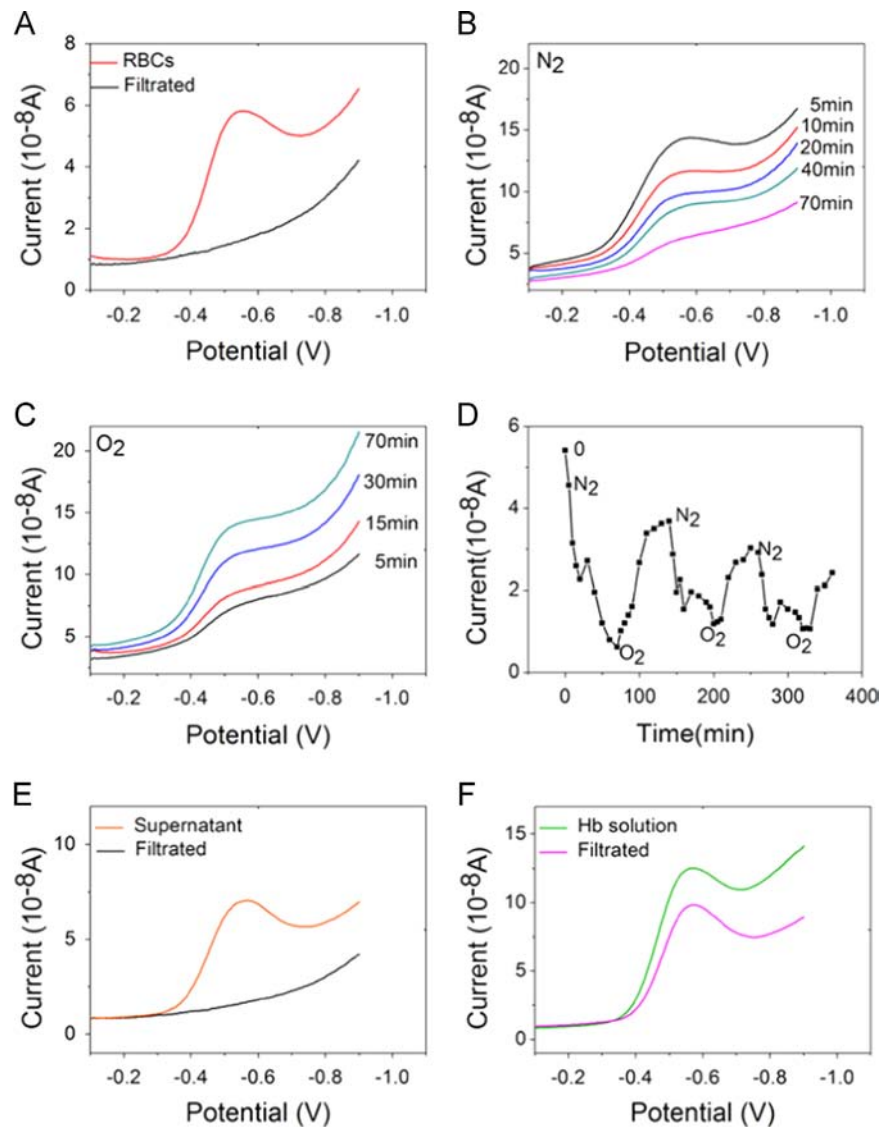 A
RBCs
Filtrated
8
6
4
2
0
-0.2 -0.4 -0.6 -0.8 -1.0
Current (10-8A)
Potential (V)
B
N2
20
15
10
5
5min
10min
20min
40min
70min
-0.2 -0.4 -0.6 -0.8 -1.0
Current (10-8A)
Potential (V)
C
O2
20
15
10
5
70min
30min
15min
5min
-0.2 -0.4 -0.6 -0.8 -1.0
Current (10-8A)
Potential (V)
D
6
4
2
0
0
N2
N2
N2
O2
O2
O2
0 100 200 300 400
Current(10-8A)
Time(min)
E
Supernatant
Filtrated
10
5
0
-0.2 -0.4 -0.6 -0.8 -1.0
Current (10-8A)
Potential (V)
F
Hb solution
Filtrated
15
10
5
0
-0.2 -0.4 -0.6 -0.8 -1.0
Current (10-8A)
Potential (V)